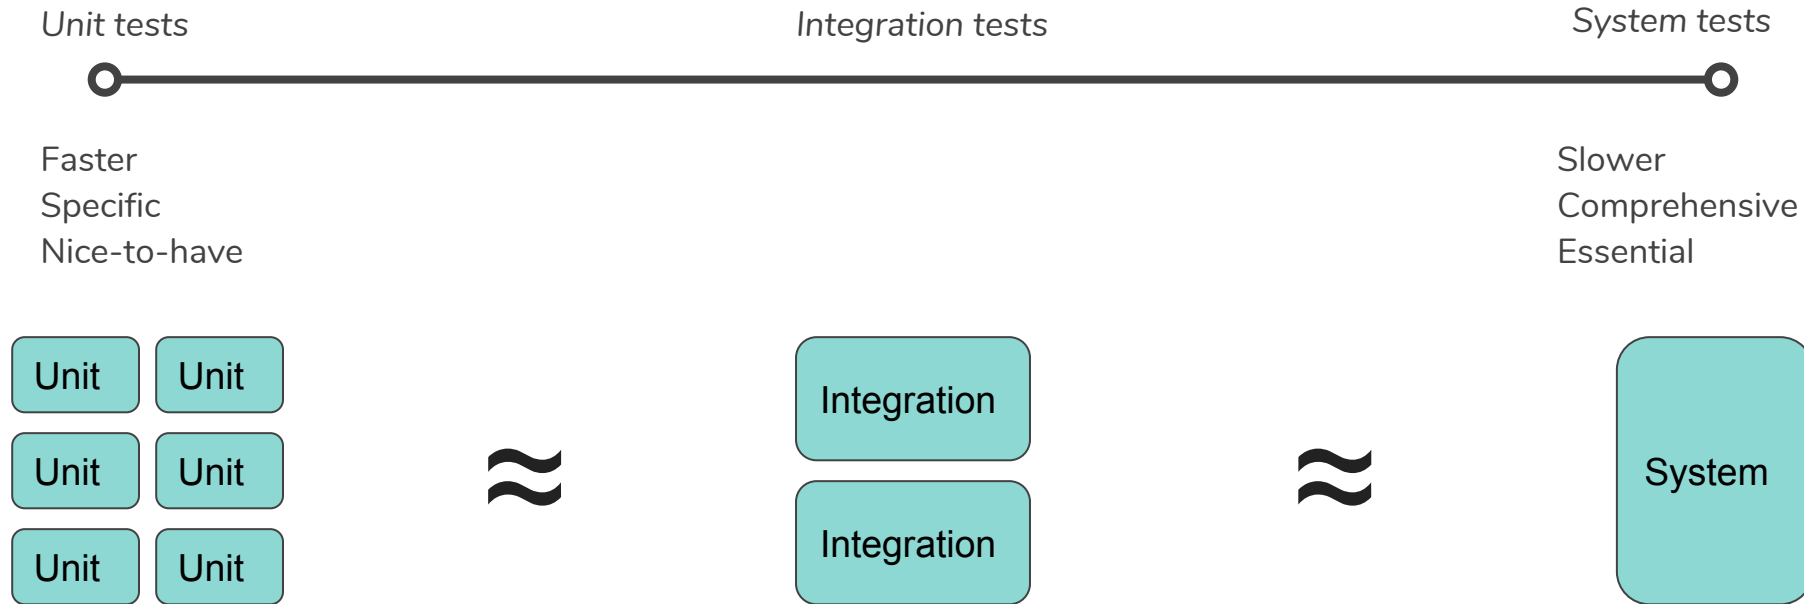 Unit tests
Integration tests
System tests
Faster
Specific
Nice-to-have
Slower
Comprehensive
Essential
Unit Unit
Unit Unit
Unit Unit
≈
Integration
Integration
≈
System